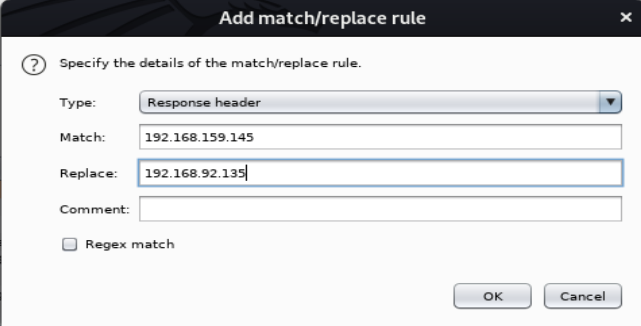 Add match/replace rule
Specify the details of the match/replace rule.
Type: Response header
Match: 192.168.159.145
Replace: 192.168.92.135
Comment:
Regex match
OK Cancel